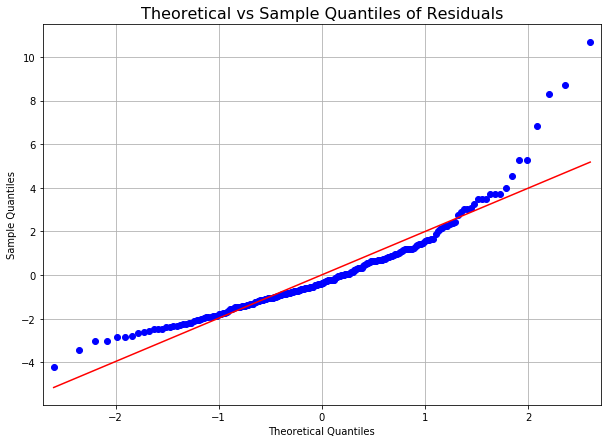 Theoretical vs Sample Quantiles of Residuals
10
8
6
4
2
0
−2
−4
Sample Quantiles
−2 −1 0 1 2
Theoretical Quantiles